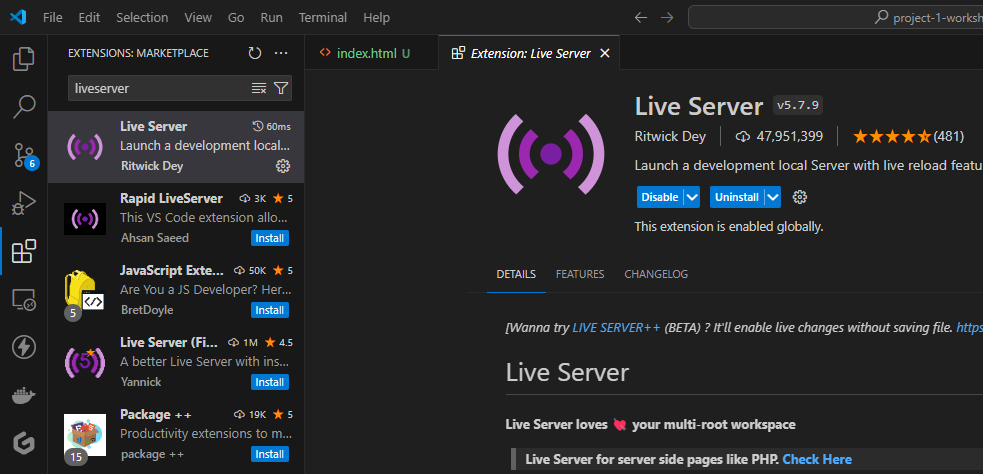 File Edit Selection View Go Run Terminal Help
project-1-worksh
EXTENSIONS: MARKETPLACE
liveserver
Live Server 60ms
Launch a development local...
Ritwick Dey
Rapid LiveServer 3K 5
This VS Code extension allo...
Ahsan Saeed Install
JavaScript Exte... 50K 5
Are You a JS Developer? Her...
BretDoyle Install
5
Live Server (Fi... 1M 4.5
A better Live Server with ins...
Yannick Install
5
Package ++ 19K 5
Productivity extensions to m...
package ++ Install
15
6
index.html U
Extension: Live Server
Live Server v5.7.9
Ritwick Dey 47,951,399 (481)
Launch a development local Server with live reload featu
Disable Uninstall
This extension is enabled globally.
DETAILS FEATURES CHANGELOG
[Wanna try LIVE SERVER++ (BETA) ? It'll enable live changes without saving file. https
Live Server
Live Server loves 💘 your multi-root workspace
Live Server for server side pages like PHP. Check Here